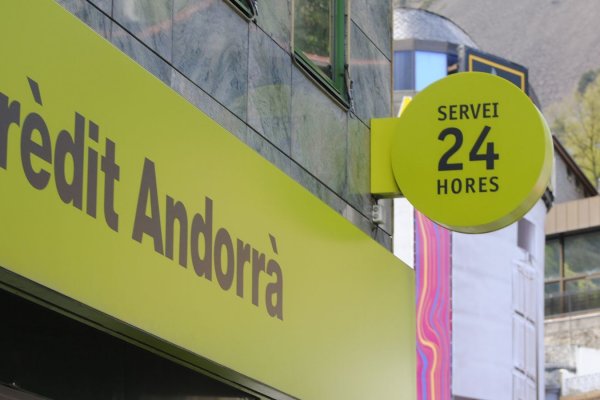 rèdit Andorrà
SERVEI
24
HORES